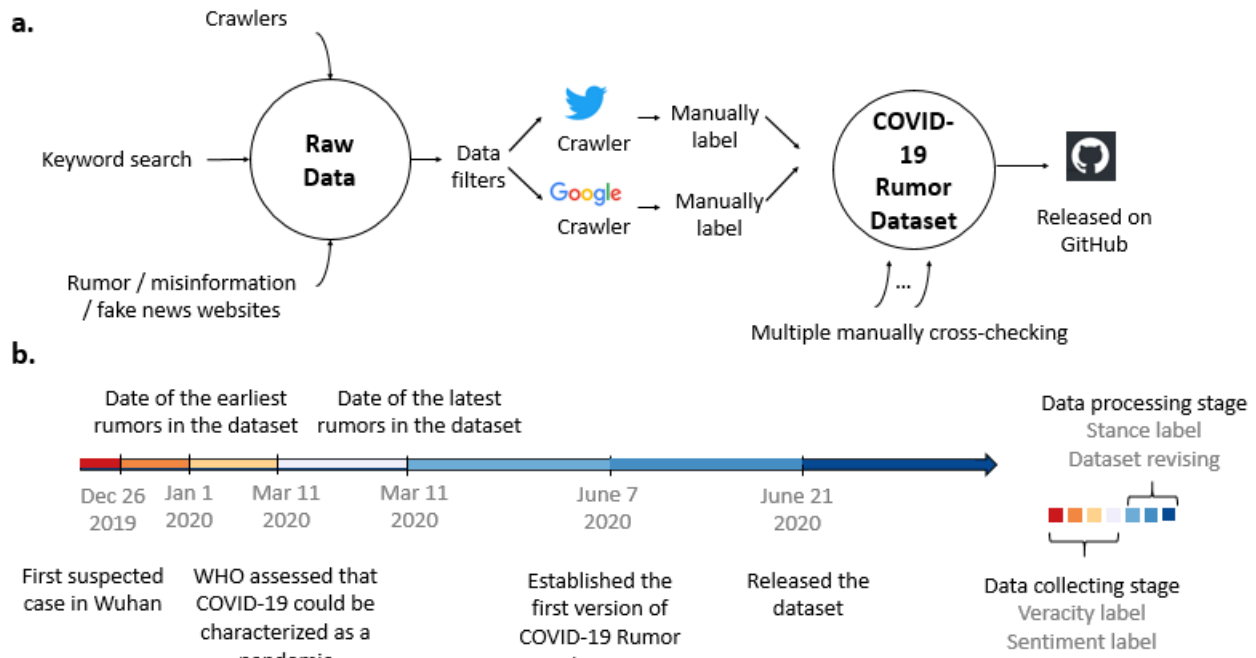 a.
Crawlers
Keyword search
Rumor / misinformation
/ fake news websites
Raw
Data
Data
filters
Crawler
Manually
label
Google
Crawler
Manually
label
COVID-
19
Rumor
Dataset
...
Multiple manually cross-checking
Released on
GitHub
b.
Date of the earliest
rumors in the dataset
Date of the latest
rumors in the dataset
Dec 26
2019
Jan 1
2020
Mar 11
2020
Mar 11
2020
June 7
2020
June 21
2020
First suspected
case in Wuhan
WHO assessed that
COVID-19 could be
characterized as a
Established the
first version of
COVID-19 Rumor
Released the
dataset
Data processing stage
Stance label
Dataset revising
Data collecting stage
Veracity label
Sentiment label